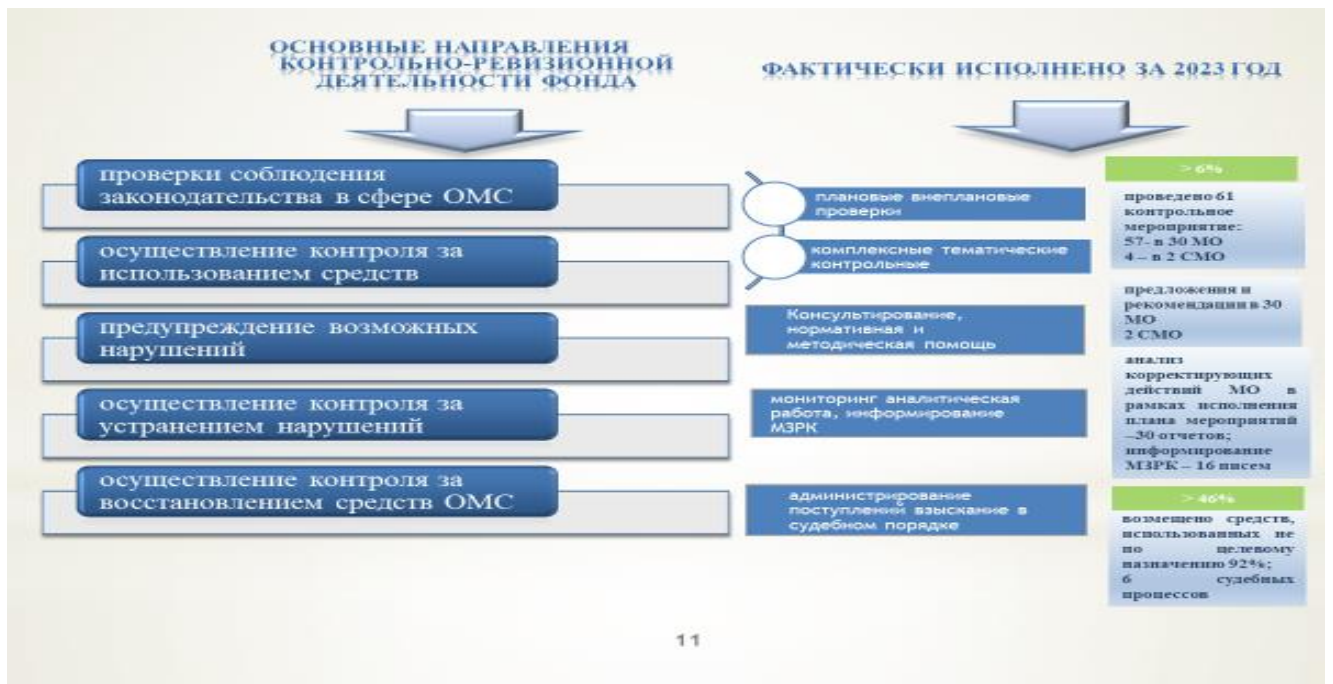 ОСНОВНЫЕ НАПРАВЛЕНИЯ
КОНТРОЛЬНО-РЕВИЗИОННОЙ
ДЕЯТЕЛЬНОСТИ ФОНДА
ФАКТИЧЕСКИ ИСПОЛНЕНО ЗА 2023 ГОД
проверки соблюдения
законодательства в сфере ОМС
осуществление контроля за
использованием средств
предупреждение возможных
нарушений
осуществление контроля за
устранением нарушений
осуществление контроля за
восстановлением средств ОМС
плановые внеплановые
проверки
комплексные тематические
контрольные
Консультирование,
нормативная и
методическая помощь
мониторинг аналитическая
работа, информирование
МЗРК
администрирование
поступлений взыскание в
судебном порядке
> 6%
проведено 61
контрольное
мероприятие:
57- в 30 МО
4 – в 2 СМО
предложения и
рекомендации в 30
МО
2 СМО
анализ
корректирующих
действий МО в
рамках исполнения
плана мероприятий
–30 отчетов;
информирование
МЗРК – 16 писем
> 46%
возмещено средств,
использованных не
по целевому
назначению 92%;
6 судебных
процессов
11